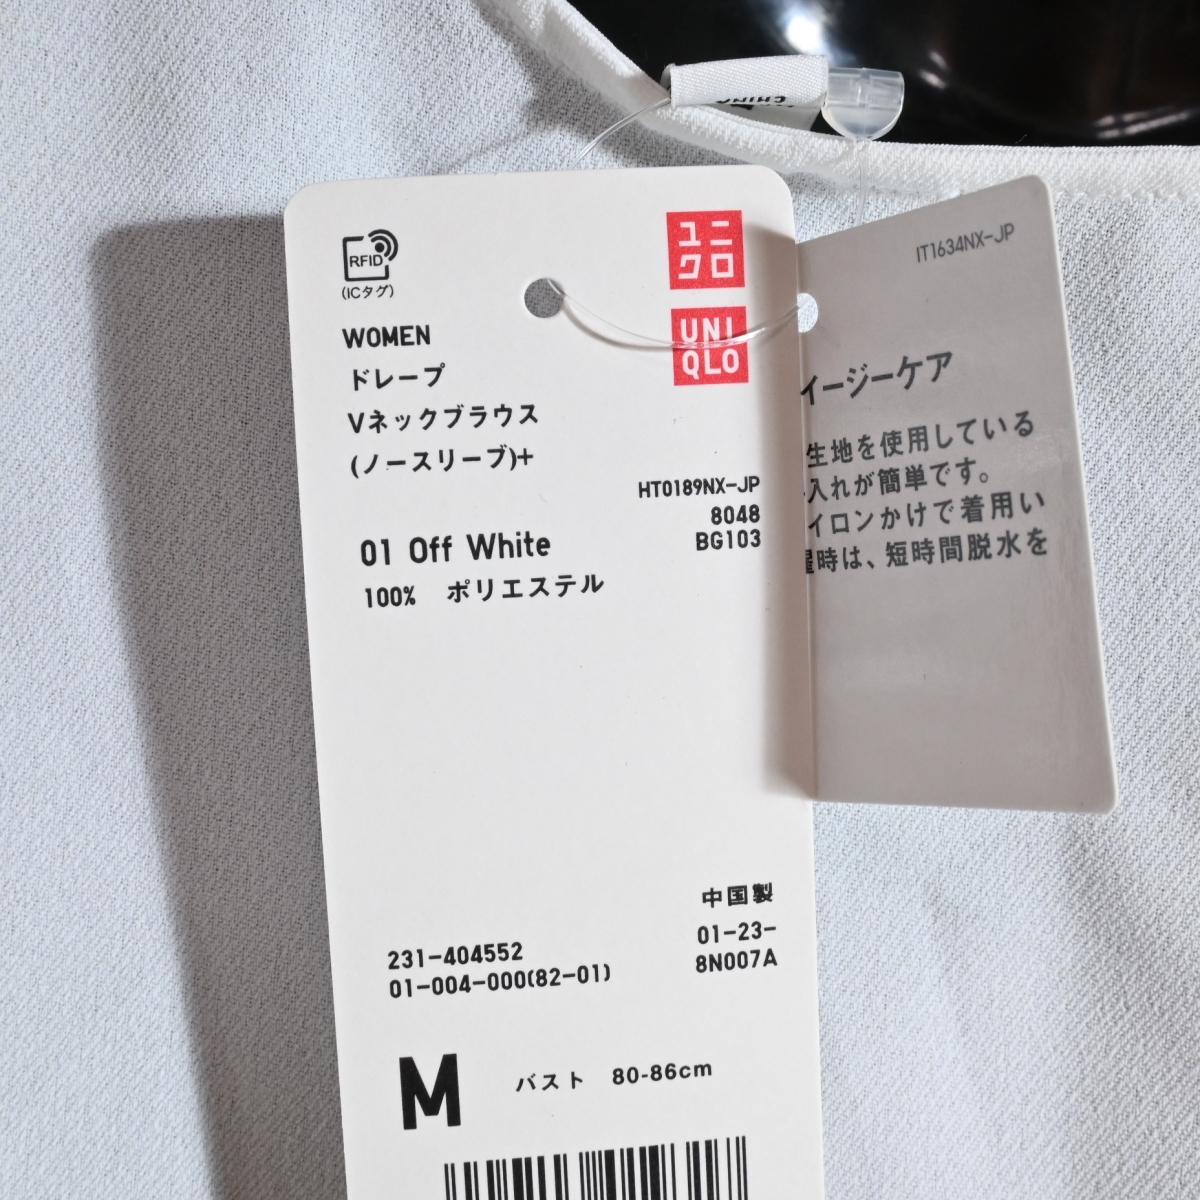 RFID
(ICタグ)
ユニ
クロ
UNI
QLO
WOMEN
ドレープ
Vネックブラウス
(ノースリーブ)+
HT0189NX-JP
8048
BG103
01 Off White
100% ポリエステル
中国製
01-23-
8N007A
231-404552
01-004-000(82-01)
M バスト 80-86cm
IT1634NX-JP
イージーケア
生地を使用している
入れが簡単です。
イロンかけで着用い
時は、短時間脱水を